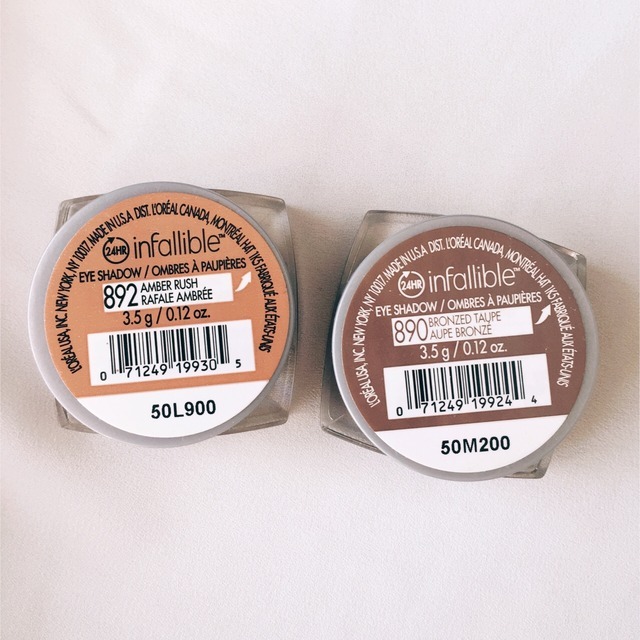 L'ORÉAL USA, INC. NEW YORK, NY 10017. MADE IN U.S.A. DIST. L'ORÉAL CANADA, MONTRÉAL H4T 1K5 FABRIQUÉ AUX ÉTATS-UNIS
24HR infallible™
EYE SHADOW / OMBRES À PAUPIÈRES
892 AMBER RUSH
RAFALE AMBRÉE
3.5 g / 0.12 oz.
0 71249 19930 5
50L900
L'ORÉAL USA, INC. NEW YORK, NY 10017. MADE IN U.S.A. DIST. L'ORÉAL CANADA, MONTRÉAL H4T 1K5 FABRIQUÉ AUX ÉTATS-UNIS
24HR infallible™
EYE SHADOW / OMBRES À PAUPIÈRES
890 BRONZED TAUPE
AUPE BRONZÉ
3.5 g / 0.12 oz.
0 71249 19924 4
50M200